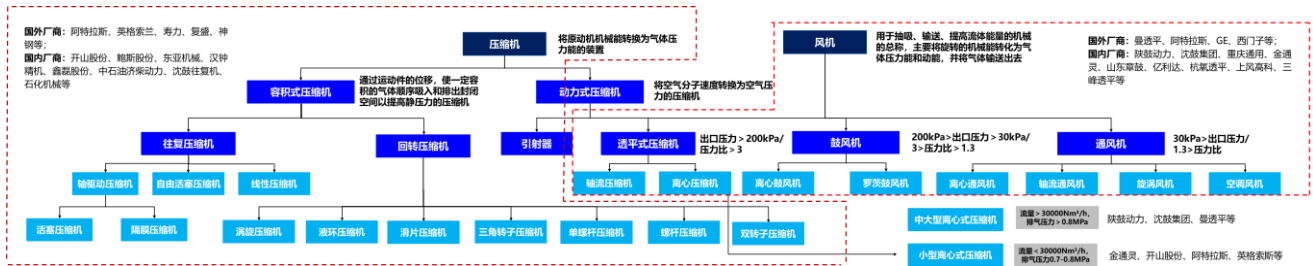 国外厂商：阿特拉斯、英格索兰、寿力、复盛、神
钢等；
国内厂商：开山股份、鲍斯股份、东亚机械、汉钟
精机、鑫磊股份、中石油济柴动力、沈鼓往复机、
石化机械等
压缩机
将原动机机械能转换为气体压
力能的装置
风机
用于抽吸、输送、提高流体能量的机械
的总称，主要将旋转的机械能转化为气
体压力能和动能，并将气体输送出去
国外厂商：曼透平、阿特拉斯、GE、西门子等；
国内厂商：陕鼓动力、沈鼓集团、重庆通用、金通
灵、山东章鼓、亿利达、杭氧透平、上风高科、三
峰透平等
容积式压缩机
通过运动件的位移，使一定容
积的气体顺序吸入和排出封闭
空间以提高静压力的压缩机
动力式压缩机
将空气分子速度转换为空气压
力的压缩机
往复压缩机
回转压缩机
引射器
透平式压缩机
出口压力＞200kPa/
压力比＞3
鼓风机
200kPa＞出口压力＞30kPa/
3＞压力比＞1.3
通风机
30kPa＞出口压力/
1.3＞压力比
轴驱动压缩机
自由活塞压缩机
线性压缩机
轴流压缩机
离心压缩机
离心鼓风机
罗茨鼓风机
离心通风机
轴流通风机
旋涡风机
空调风机
活塞压缩机
隔膜压缩机
涡旋压缩机
液环压缩机
滑片压缩机
三角转子压缩机
单螺杆压缩机
螺杆压缩机
双转子压缩机
中大型离心式压缩机
流量＞30000Nm³/h，
排气压力＞0.8MPa
陕鼓动力、沈鼓集团、曼透平等
小型离心式压缩机
流量＜30000Nm³/h，
排气压力0.7-0.8MPa
金通灵、开山股份、阿特拉斯、英格索斯等